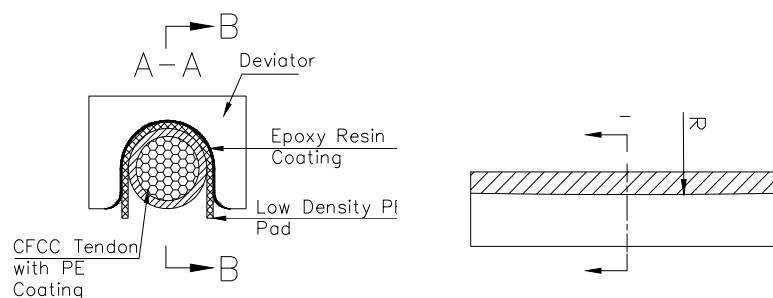 B
A-A
Deviator
Epoxy Resin
Coating
Low Density PE
Pad
CFCC Tendon
with PE
Coating
B
R